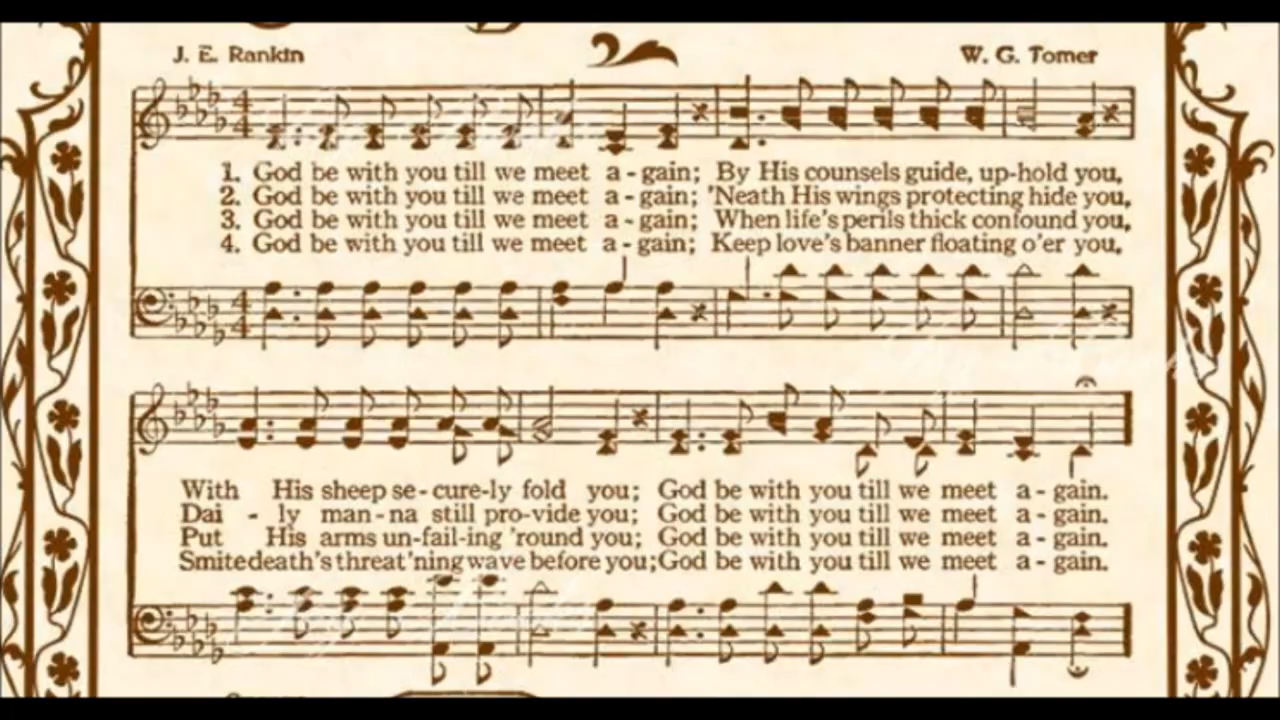 J. E. Rankin W. G. Tomer
4 4
1. God be with you till we meet a - gain; By His counsels guide, up-hold you,
2. God be with you till we meet a - gain; 'Neath His wings protecting hide you,
3. God be with you till we meet a - gain; When life's perils thick confound you,
4. God be with you till we meet a - gain; Keep love's banner floating o'er you,
4 4
With His sheep se - cure-ly fold you; God be with you till we meet a - gain.
Dai - ly man - na still pro-vide you; God be with you till we meet a - gain.
Put His arms un-fail-ing 'round you; God be with you till we meet a - gain.
Smite death's threat'ning wave before you; God be with you till we meet a - gain.